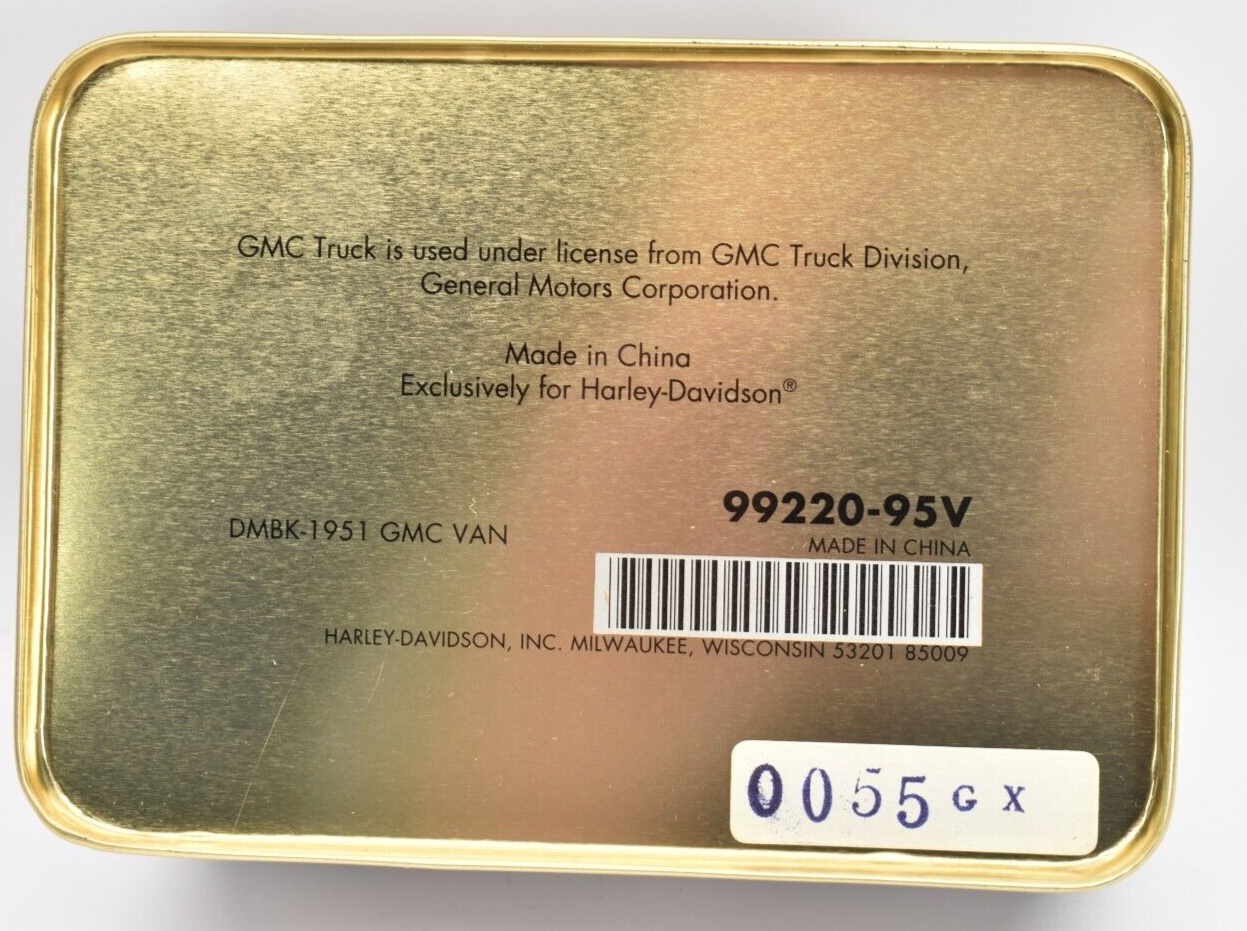 GMC Truck is used under license from GMC Truck Division,
General Motors Corporation.
Made in China
Exclusively for Harley-Davidson®
DMBK-1951 GMC VAN
99220-95V
MADE IN CHINA
HARLEY-DAVIDSON, INC. MILWAUKEE, WISCONSIN 53201 85009
0055 G X